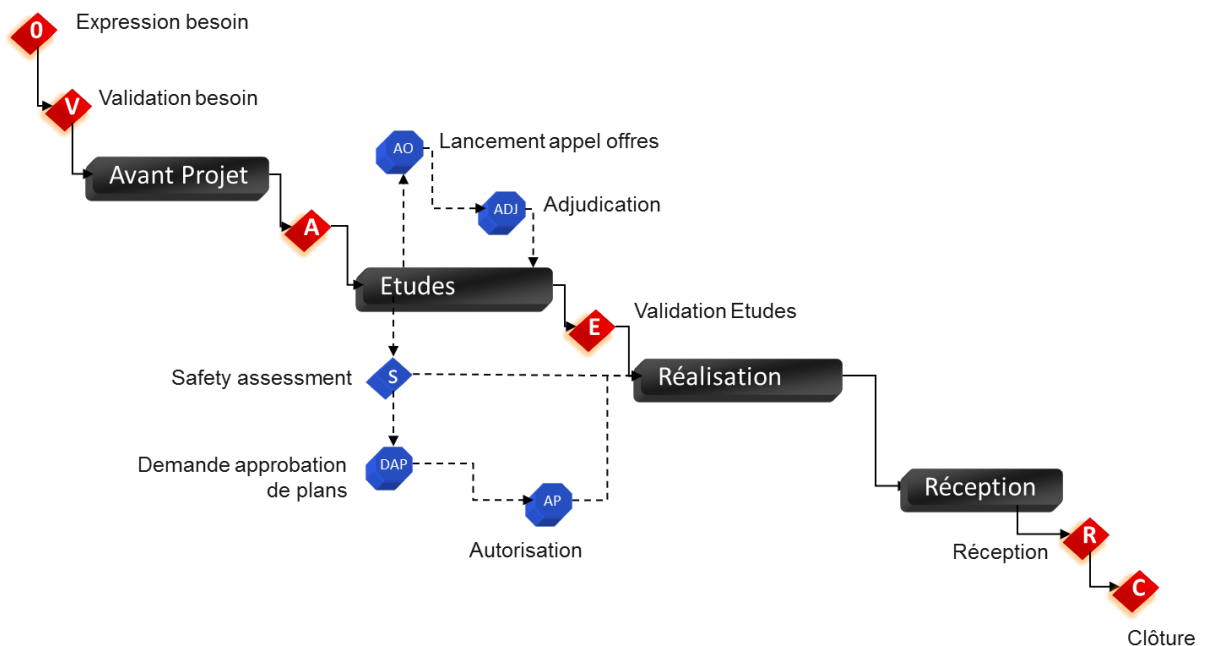 0
Expression besoin
V
Validation besoin
Avant Projet
AO
Lancement appel offres
ADJ
Adjudication
A
Etudes
E
Validation Etudes
Safety assessment
S
Réalisation
Demande approbation
de plans
DAP
AP
Autorisation
Réception
Réception
R
C
Clôture